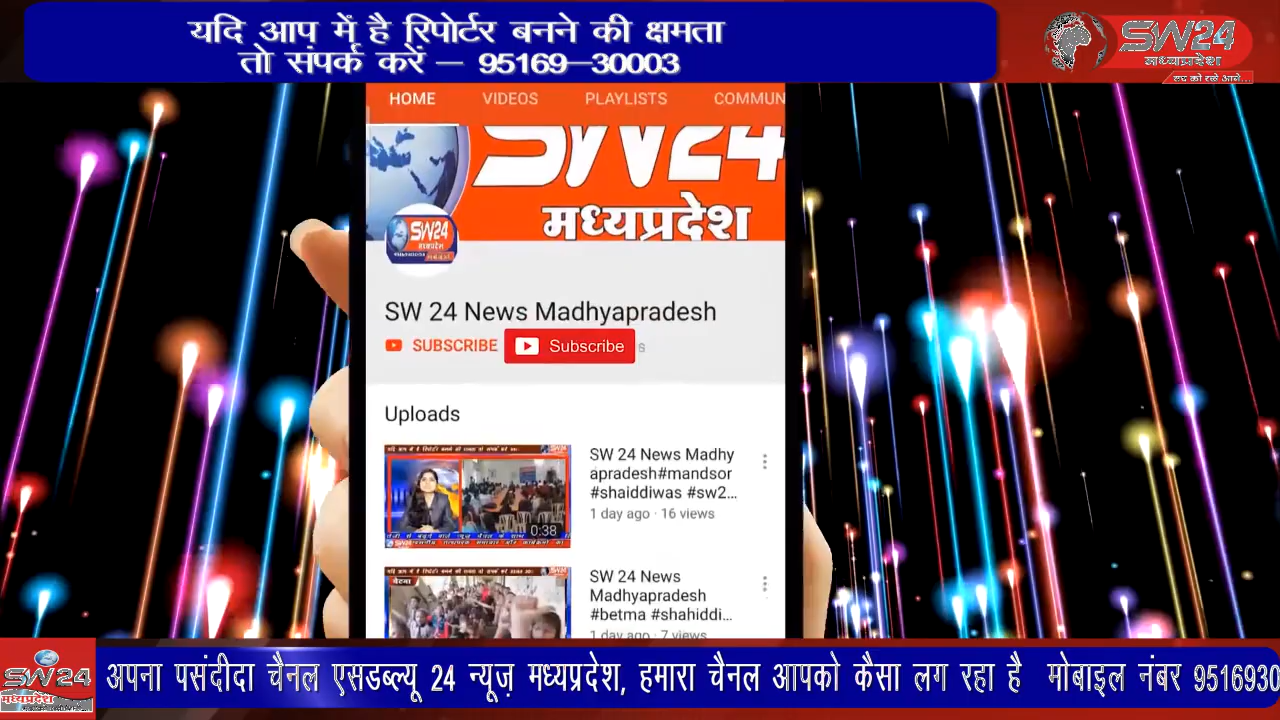 यदि आप में है रिपोर्टर बनने की क्षमता
तो संपर्क करें – 95169–30003
SW24
मध्यप्रदेश
HOME VIDEOS PLAYLISTS COMMUN
SW24
मध्यप्रदेश
SW24
SW 24 News Madhyapradesh
SUBSCRIBE Subscribe s
Uploads
SW 24 News Madhy
apradesh#mandsor
#shaiddiwas #sw2...
1 day ago · 16 views
0:38
SW 24 News
Madhyapradesh
#betma #shahiddi...
1 day ago · 7 views
बेटमा
SW24
मध्यप्रदेश
अपना पसंदीदा चैनल एसडब्ल्यू 24 न्यूज़ मध्यप्रदेश, हमारा चैनल आपको कैसा लग रहा है मोबाइल नंबर 9516930